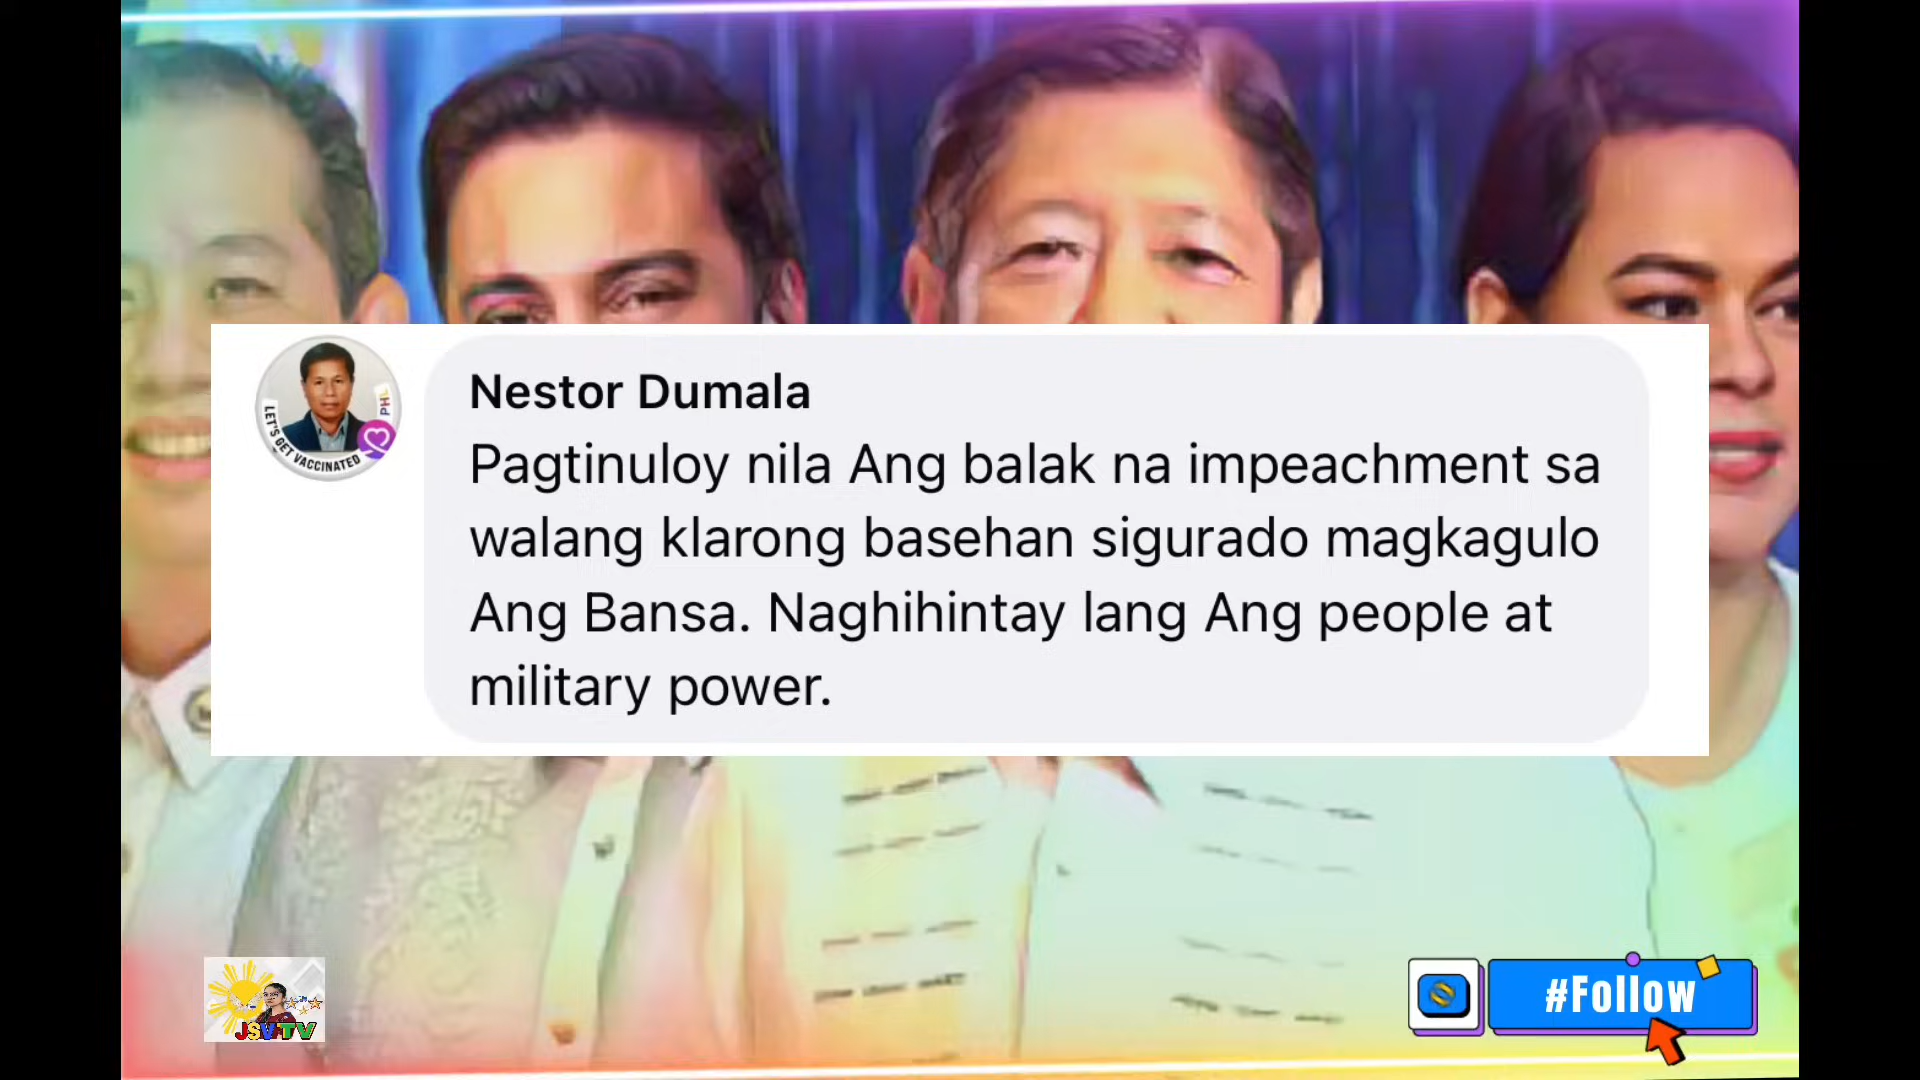 Nestor Dumala
Pagtinuloy nila Ang balak na impeachment sa
walang klarong basehan sigurado magkagulo
Ang Bansa. Naghihintay lang Ang people at
military power.
LET'S GET VACCINATED PHL
JSV TV
#Follow